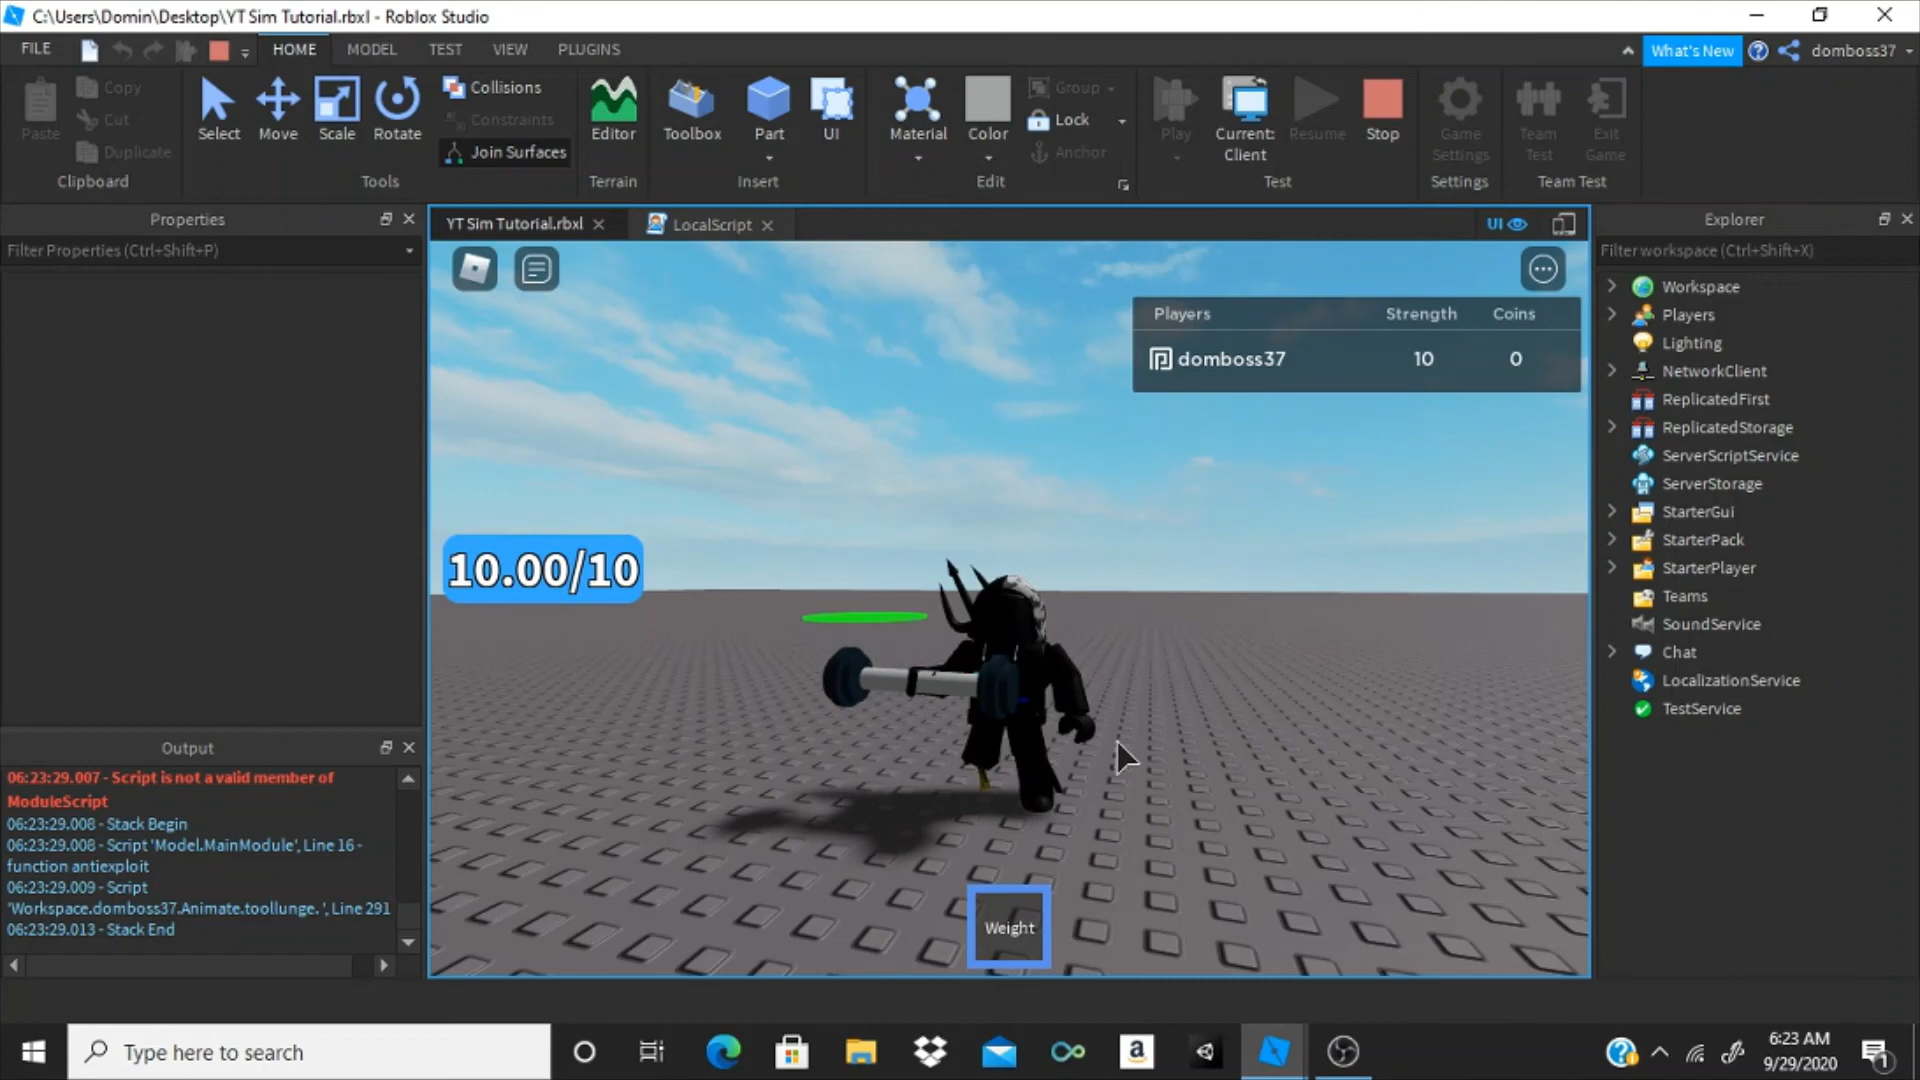 C:\Users\Domin\Desktop\YT Sim Tutorial.rbxl - Roblox Studio
FILE HOME MODEL TEST VIEW PLUGINS What's New domboss37
Paste Copy Cut Duplicate
Clipboard
Select Move Scale Rotate
Collisions
Constraints
Join Surfaces
Tools
Editor
Terrain
Toolbox Part UI
Insert
Material Color
Group
Lock
Anchor
Edit
Play Current: Client Resume Stop
Test
Game Settings
Settings
Team Test Exit Game
Team Test
Properties
Filter Properties (Ctrl+Shift+P)
YT Sim Tutorial.rbxl LocalScript UI
Players Strength Coins
domboss37 10 0
10.00/10
Weight
Explorer
Filter workspace (Ctrl+Shift+X)
Workspace
Players
Lighting
NetworkClient
ReplicatedFirst
ReplicatedStorage
ServerScriptService
ServerStorage
StarterGui
StarterPack
StarterPlayer
Teams
SoundService
Chat
LocalizationService
TestService
Output
06:23:29.007 - Script is not a valid member of
ModuleScript
06:23:29.008 - Stack Begin
06:23:29.008 - Script 'Model.MainModule', Line 16 -
function antiexploit
06:23:29.009 - Script
'Workspace.domboss37.Animate.toollunge. ', Line 291
06:23:29.013 - Stack End
Type here to search
6:23 AM
9/29/2020
1